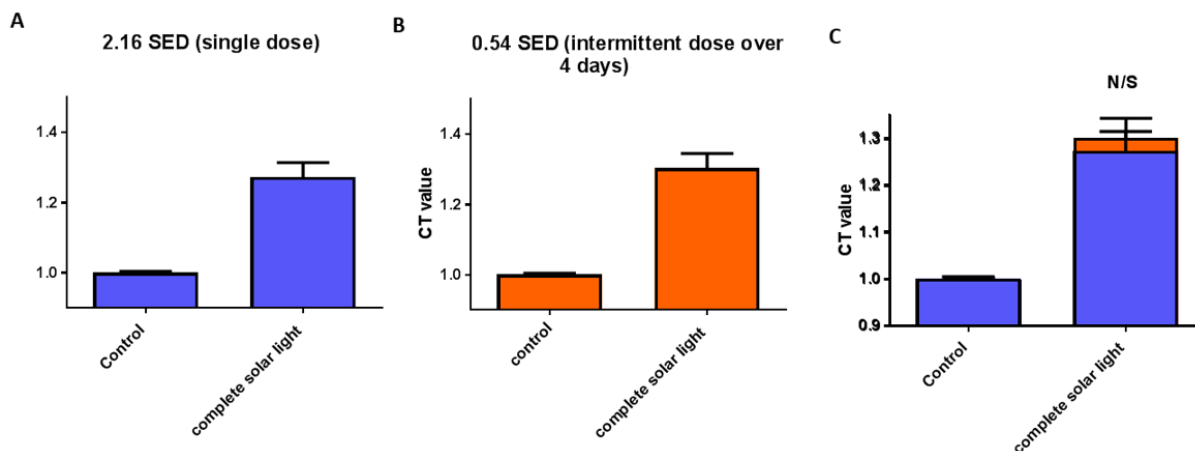 A
2.16 SED (single dose)
1.4
1.2
1.0
Control
complete solar light
B
0.54 SED (intermittent dose over
4 days)
CT value
1.4
1.2
1.0
control
complete solar light
C
N/S
CT value
1.3
1.2
1.1
1.0
0.9
Control
complete solar light